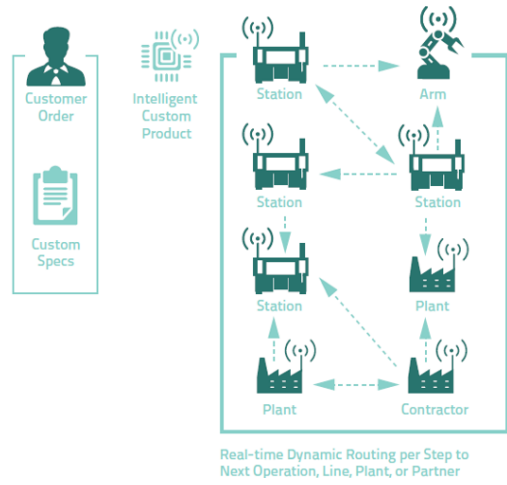 Customer
Order
Intelligent
Custom
Product
Station
Arm
Station
Station
Custom
Specs
Station
Plant
Plant
Contractor
Real-time Dynamic Routing per Step to
Next Operation, Line, Plant, or Partner